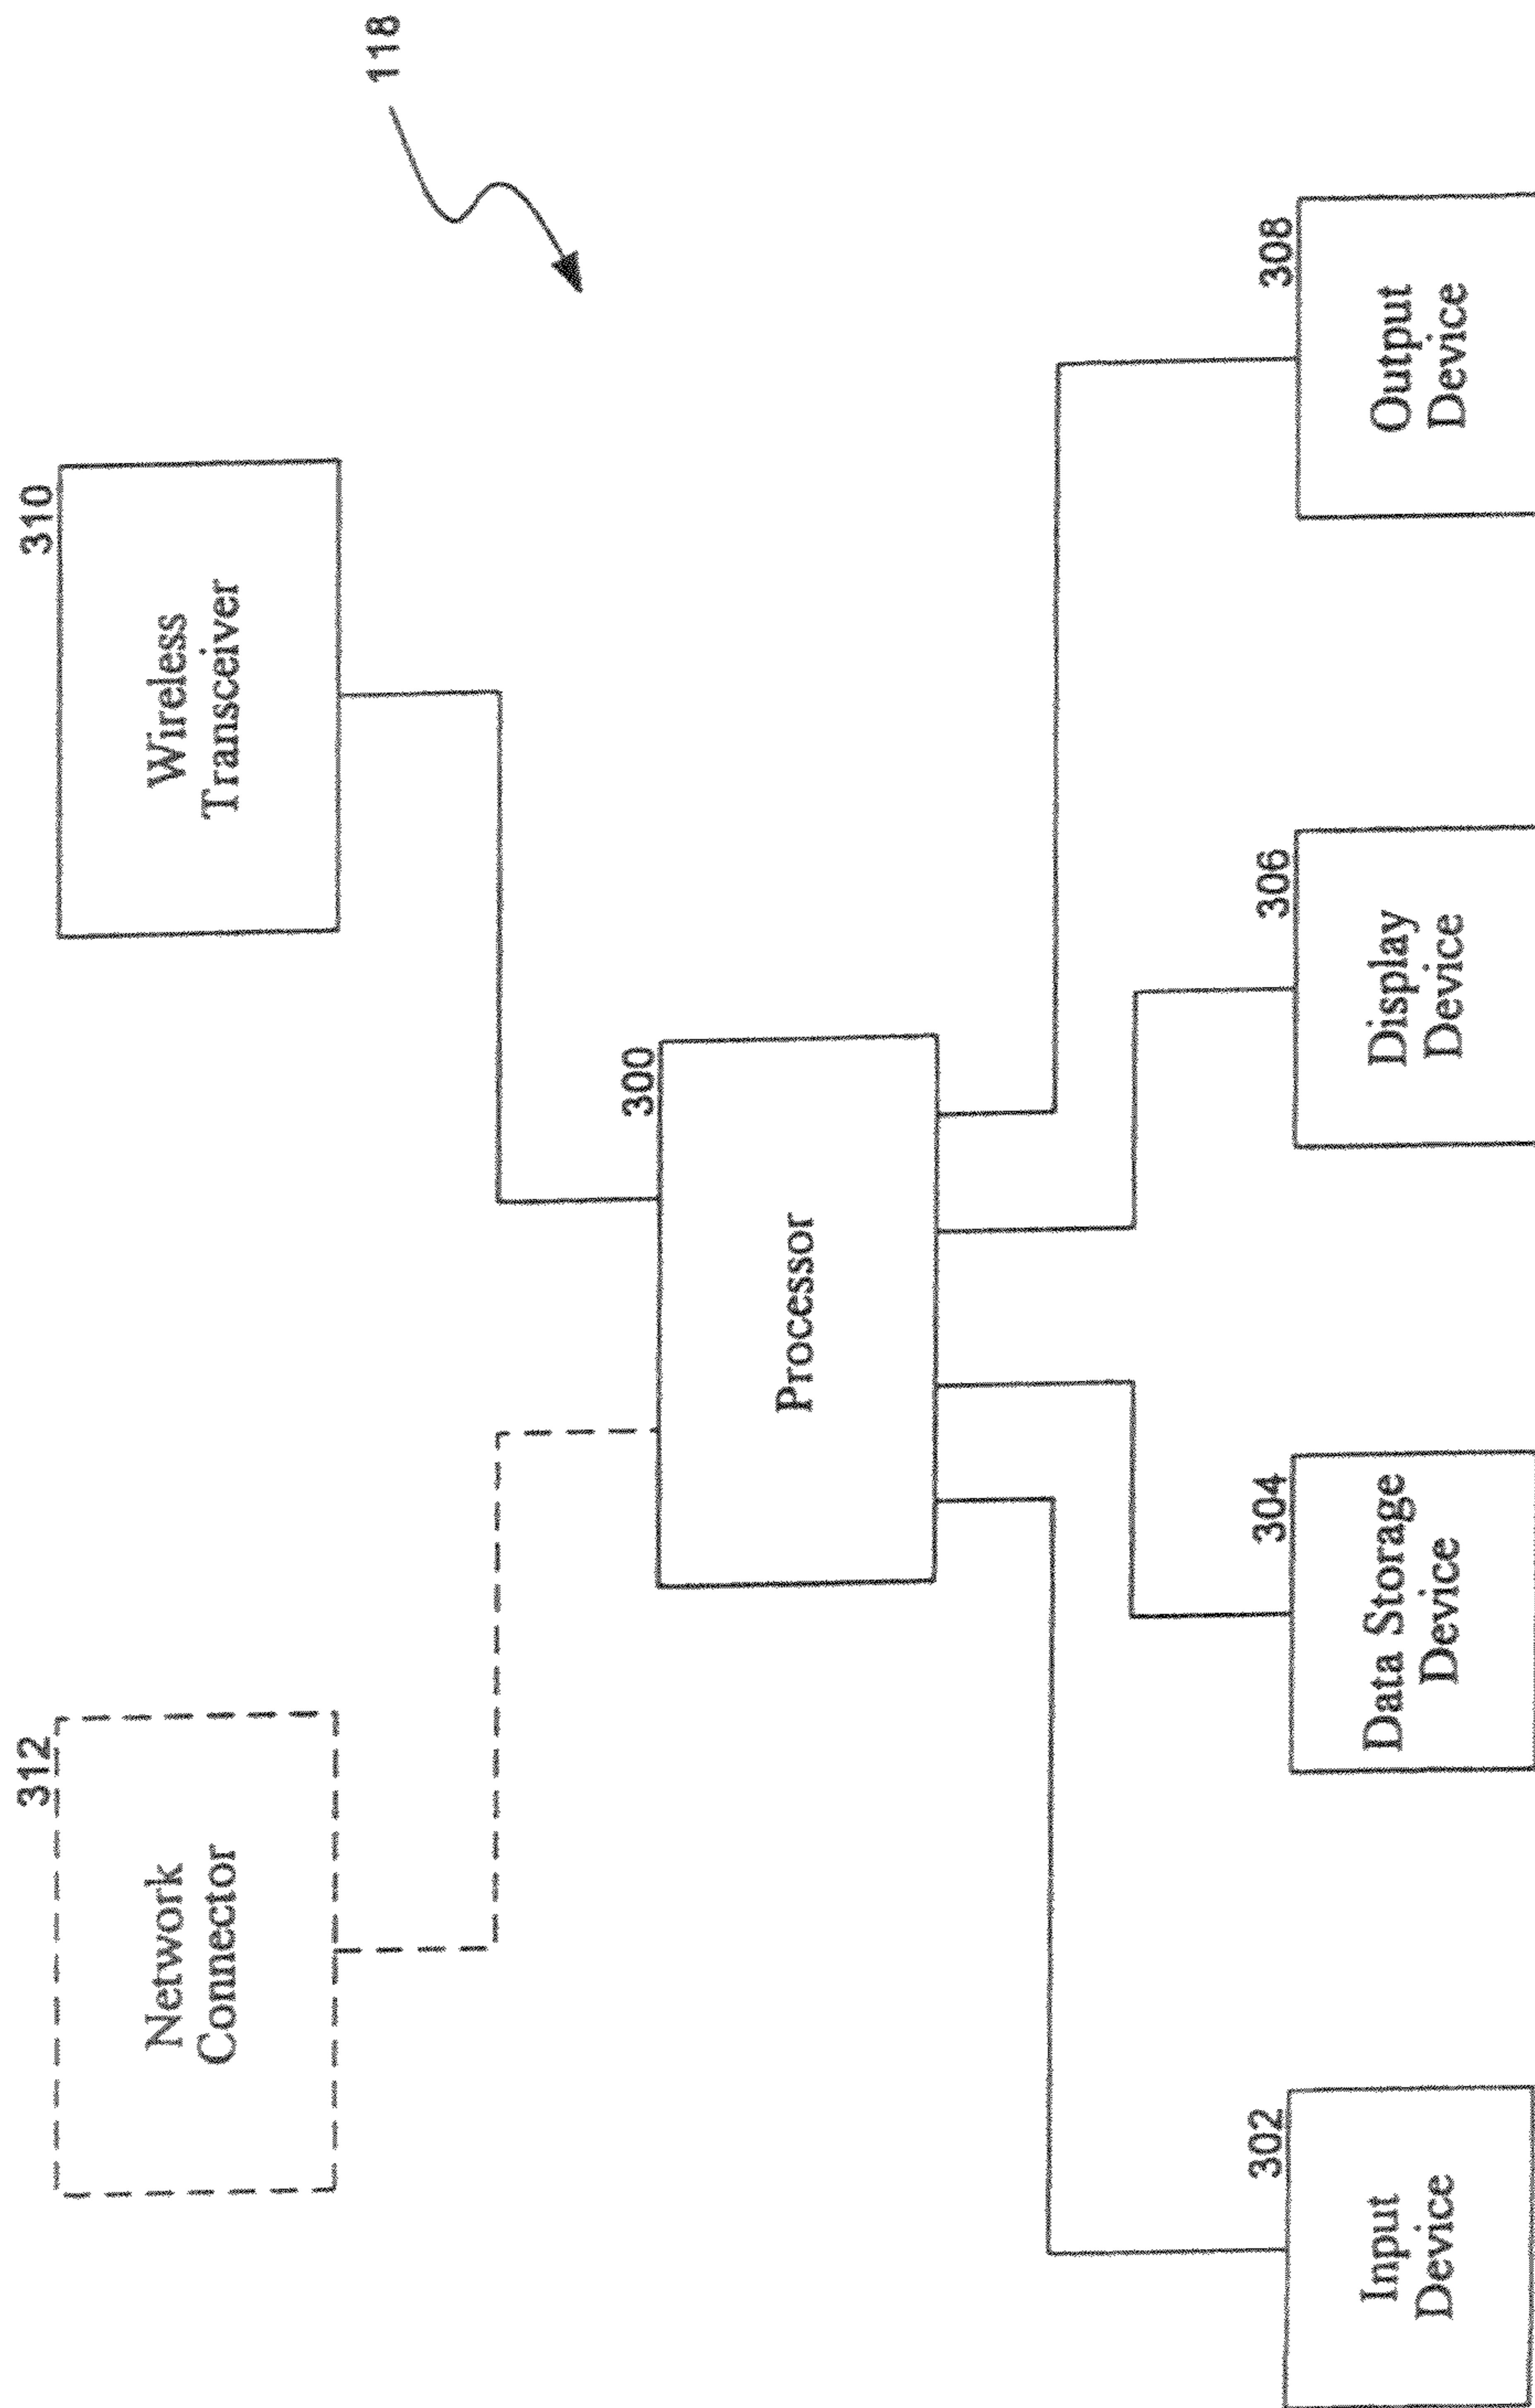 118
312
Network
Connector
310
Wireless
Transceiver
300
Processor
302
Input
Device
304
Data Storage
Device
306
Display
Device
308
Output
Device